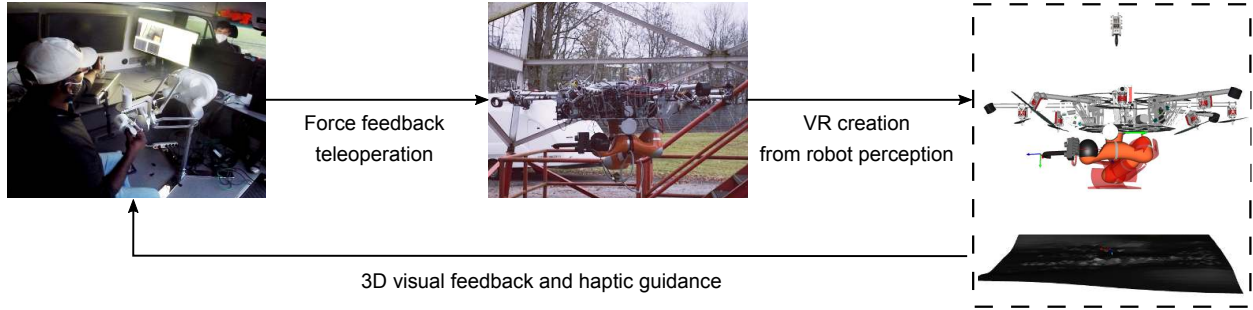 Force feedback
teleoperation
VR creation
from robot perception
3D visual feedback and haptic guidance